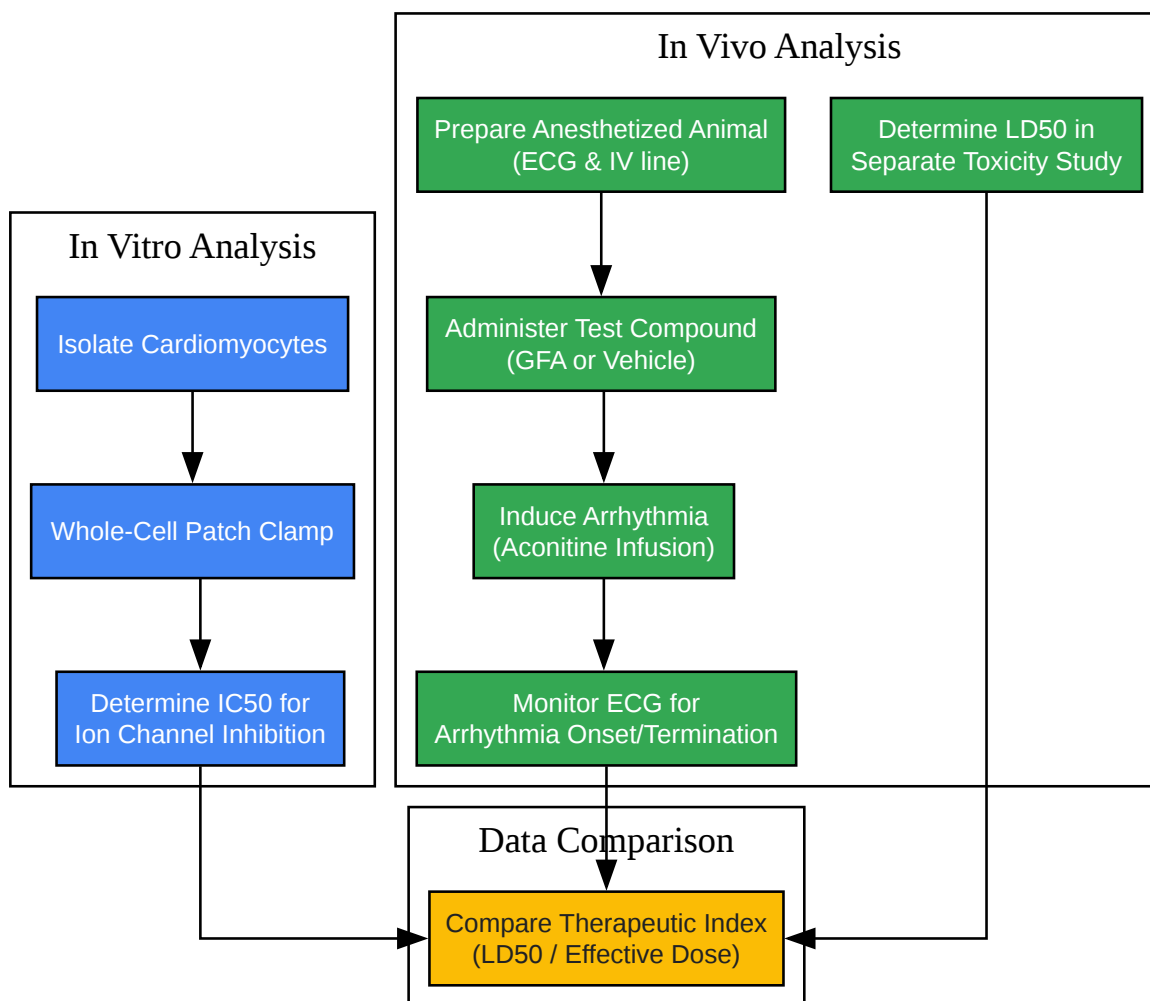 In Vivo Analysis
Prepare Anesthetized Animal
(ECG & IV line)
Determine LD50 in
Separate Toxicity Study
In Vitro Analysis
Isolate Cardiomyocytes
Administer Test Compound
(GFA or Vehicle)
Whole-Cell Patch Clamp
Induce Arrhythmia
(Aconitine Infusion)
Determine IC50 for
Ion Channel Inhibition
Monitor ECG for
Arrhythmia Onset/Termination
Data Comparison
Compare Therapeutic Index
(LD50 / Effective Dose)